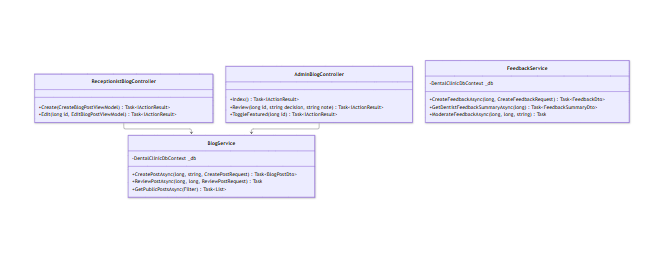 ReceptionistBlogController
+Create(CreateBlogPostViewModel) : Task<IActionResult>
+Edit(long id, EditBlogPostViewModel) : Task<IActionResult>
AdminBlogController
+Index() : Task<IActionResult>
+Review(long id, string decision, string note) : Task<IActionResult>
+ToggleFeatured(long id) : Task<IActionResult>
FeedbackService
-DentalClinicDbContext _db
+CreateFeedbackAsync(long, CreateFeedbackRequest) : Task<FeedbackDto>
+GetDentistFeedbackSummaryAsync(long) : Task<FeedbackSummaryDto>
+ModerateFeedbackAsync(long, long, string) : Task
BlogService
-DentalClinicDbContext _db
+CreatePostAsync(long, string, CreatePostRequest) : Task<BlogPostDto>
+ReviewPostAsync(long, long, ReviewPostRequest) : Task
+GetPublicPostsAsync(Filter) : Task<List>